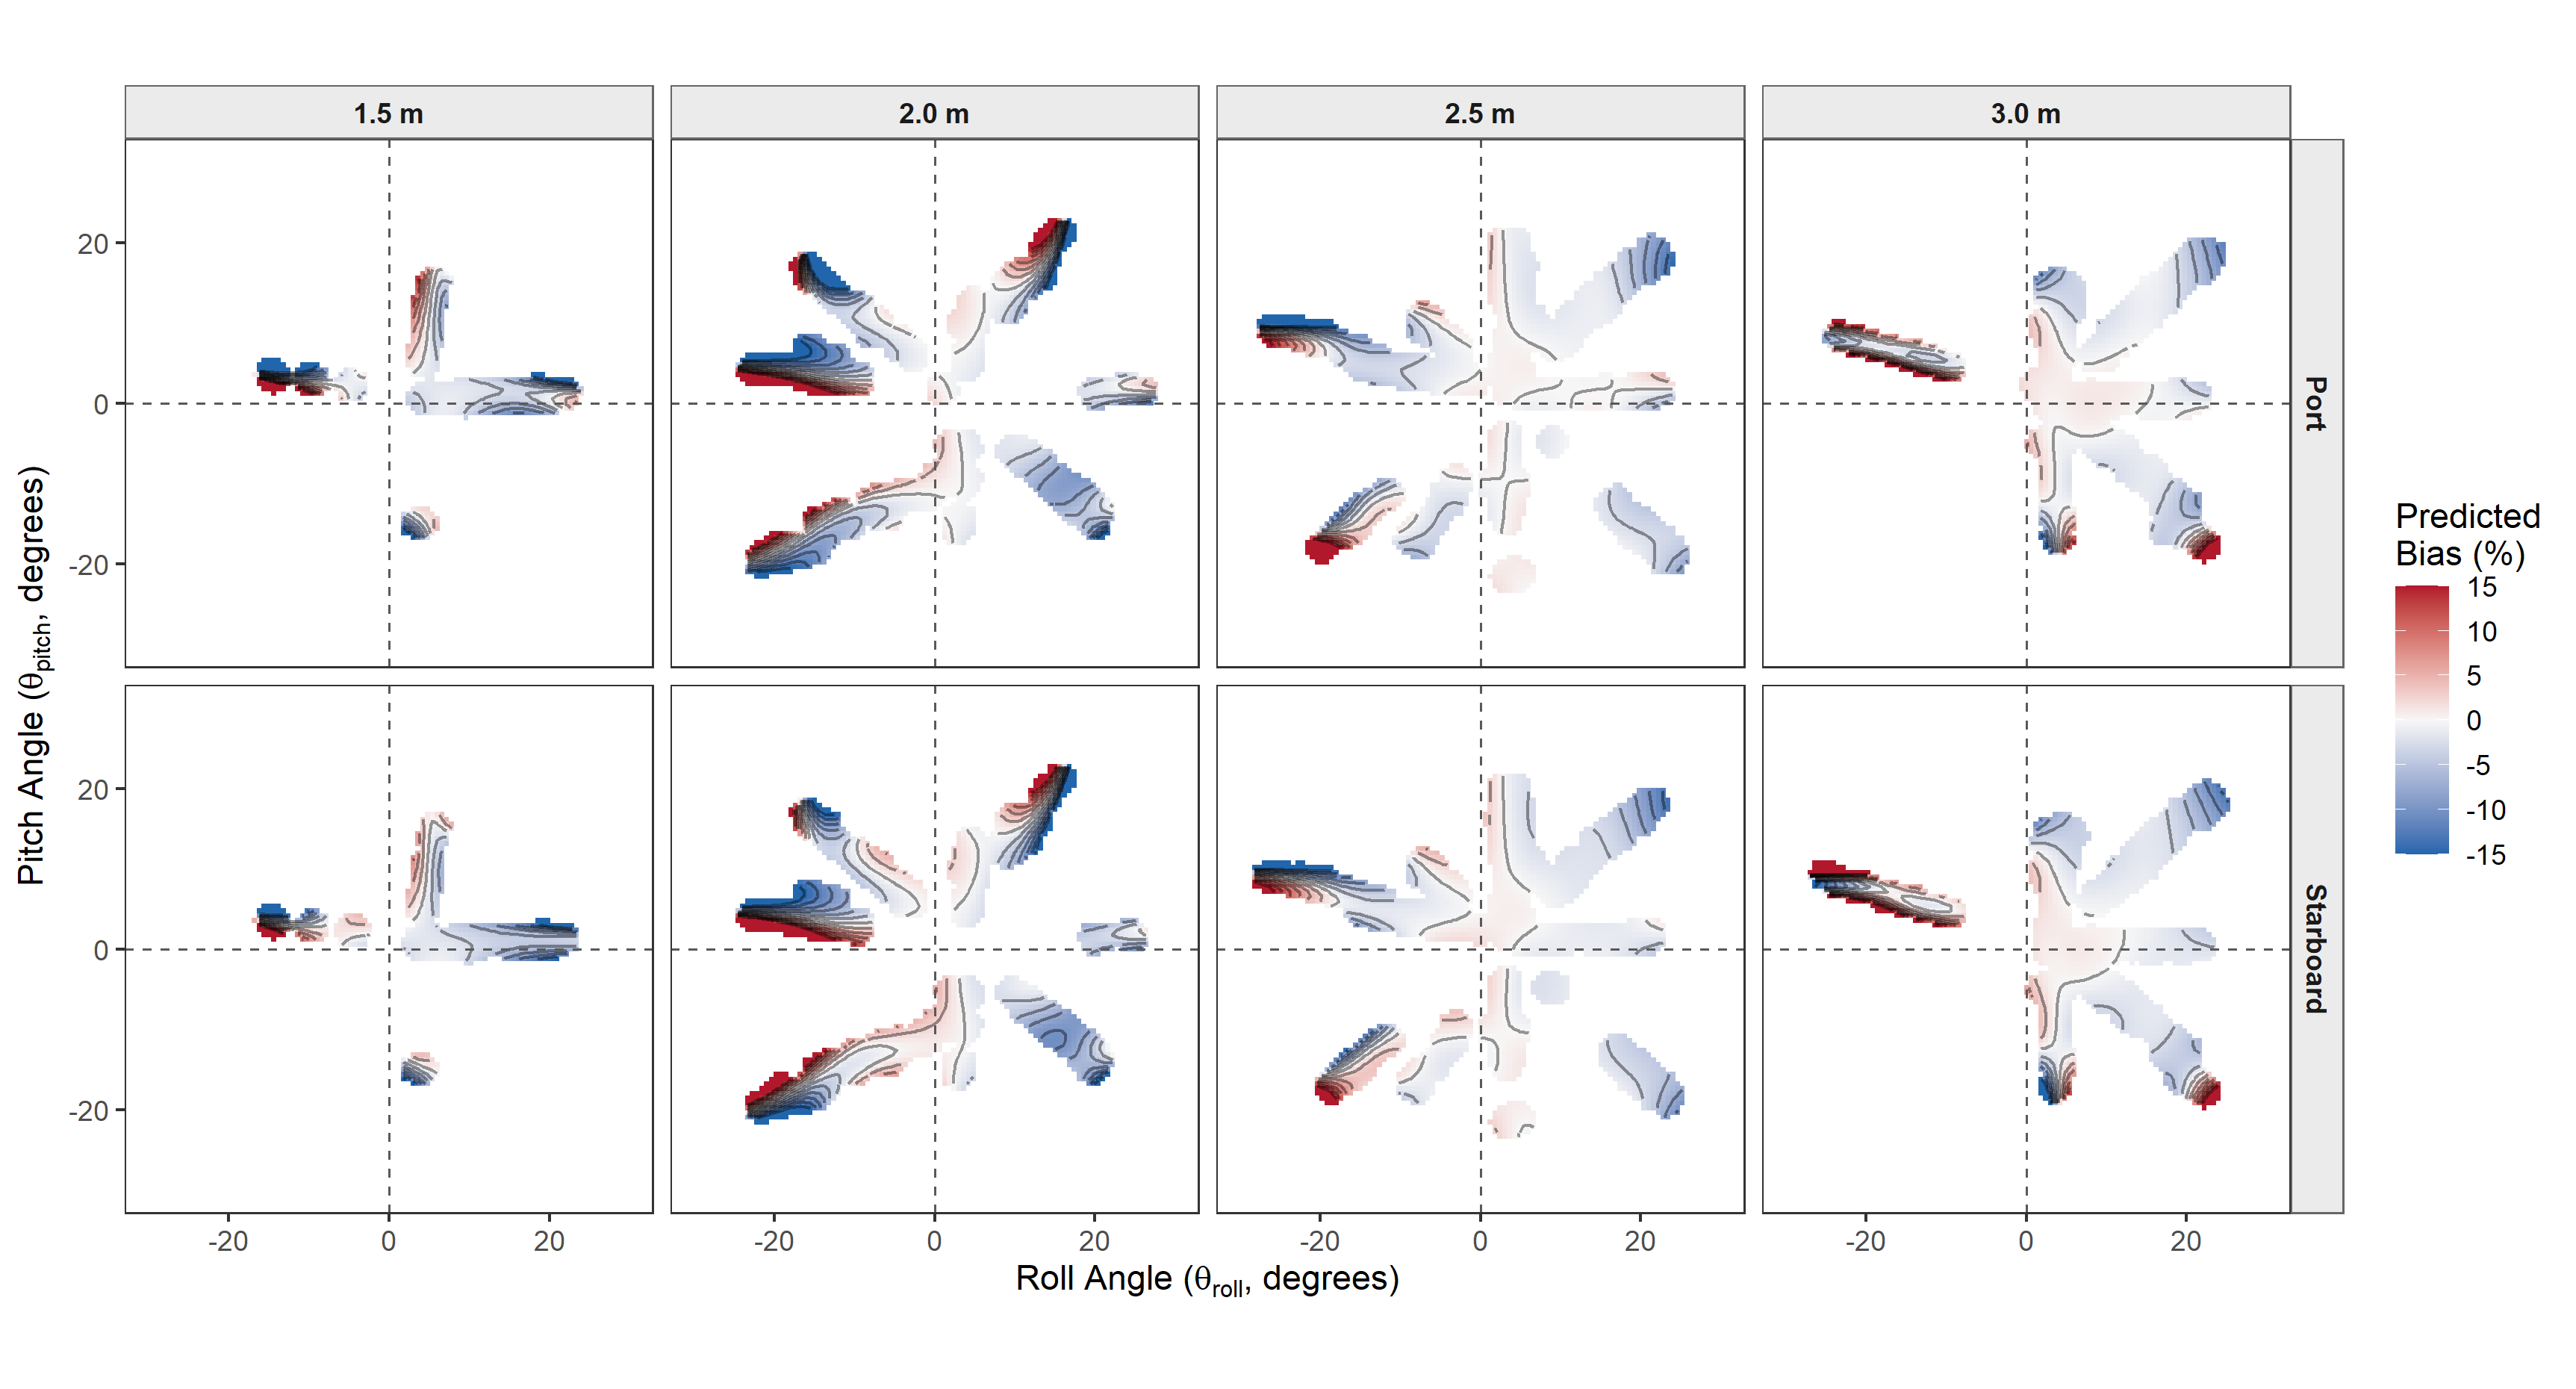 1.5 m
2.0 m
2.5 m
3.0 m
20
0
-20
Port
20
0
-20
Starboard
-20 0 20
-20 0 20
-20 0 20
-20 0 20
Pitch Angle (θpitch, degrees)
Roll Angle (θroll, degrees)
Predicted
Bias (%)
15
10
5
0
-5
-10
-15